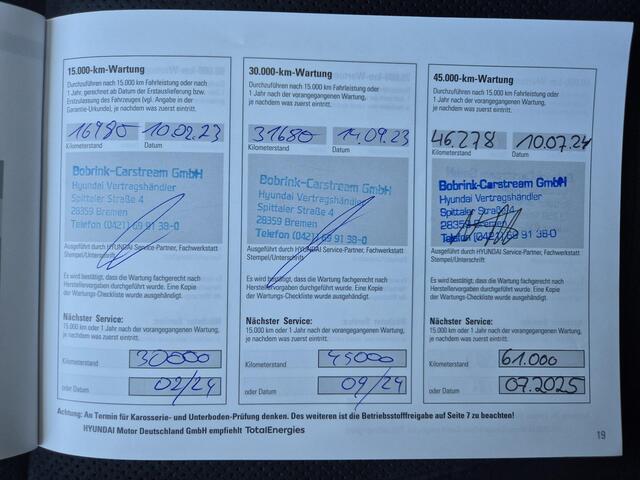 15.000-km-Wartung
Durchzuführen nach 15.000 km Fahrleistung oder nach
1 Jahr, gerechnet ab Datum der Erstauslieferung bzw.
Erstzulassung des Fahrzeuges (vgl. Angabe in der
Garantie-Urkunde), je nachdem was zuerst eintritt.
16980 10.02.23
Kilometerstand Datum
Bobrink-Carstream GmbH
Hyundai Vertragshändler
Spittaler Straße 4
28359 Bremen
Telefon (0421) 69 91 38-0
Ausgeführt durch HYUNDAI Service-Partner, Fachwerkstatt
Stempel/Unterschrift
Es wird bestätigt, dass die Wartung fachgerecht nach
Herstellervorgaben durchgeführt wurde. Eine Kopie
der Wartungs-Checkliste wurde ausgehändigt.
Nächster Service:
15.000 km oder 1 Jahr nach der vorangegangenen Wartung,
je nachdem was zuerst eintritt.
Kilometerstand 30000
oder Datum 02/24
30.000-km-Wartung
Durchzuführen nach 15.000 km Fahrleistung oder
1 Jahr nach der vorangegangenen Wartung,
je nachdem was zuerst eintritt.
31680 14.09.23
Kilometerstand Datum
Bobrink-Carstream GmbH
Hyundai Vertragshändler
Spittaler Straße 4
28359 Bremen
Telefon (0421) 69 91 38-0
Ausgeführt durch HYUNDAI Service-Partner, Fachwerkstatt
Stempel/Unterschrift
Es wird bestätigt, dass die Wartung fachgerecht nach
Herstellervorgaben durchgeführt wurde. Eine Kopie
der Wartungs-Checkliste wurde ausgehändigt.
Nächster Service:
15.000 km oder 1 Jahr nach der vorangegangenen Wartung,
je nachdem was zuerst eintritt.
Kilometerstand 45000
oder Datum 09/24
45.000-km-Wartung
Durchzuführen nach 15.000 km Fahrleistung oder
1 Jahr nach der vorangegangenen Wartung,
je nachdem was zuerst eintritt.
46.278 10.07.24
Kilometerstand Datum
Bobrink-Carstream GmbH
Hyundai Vertragshändler
Spittaler Straße 4
28359 Bremen
Telefon (0421) 69 91 38-0
Ausgeführt durch HYUNDAI Service-Partner, Fachwerkstatt
Stempel/Unterschrift
Es wird bestätigt, dass die Wartung fachgerecht nach
Herstellervorgaben durchgeführt wurde. Eine Kopie
der Wartungs-Checkliste wurde ausgehändigt.
Nächster Service:
15.000 km oder 1 Jahr nach der vorangegangenen Wartung,
je nachdem was zuerst eintritt.
Kilometerstand 61.000
oder Datum 07.2025
Achtung: An Termin für Karosserie- und Unterboden-Prüfung denken. Des weiteren ist die Betriebsstofffreigabe auf Seite 7 zu beachten!
HYUNDAI Motor Deutschland GmbH empfiehlt TotalEnergies
19